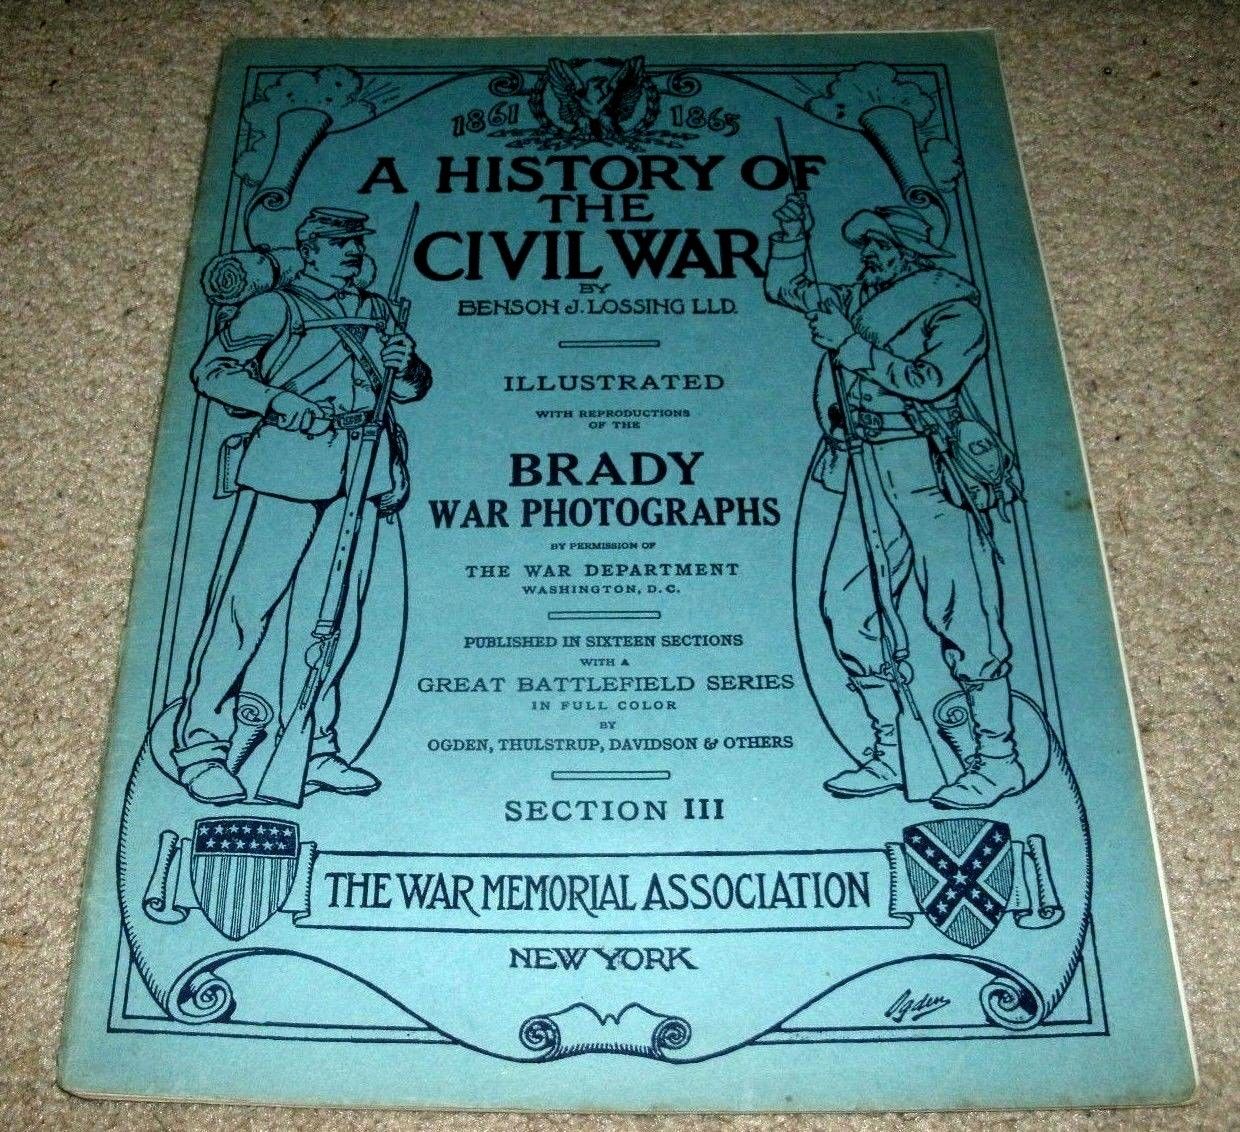 1861 1865
A HISTORY OF
THE
CIVIL WAR
BY
BENSON J. LOSSING LLD.
ILLUSTRATED
WITH REPRODUCTIONS
OF THE
BRADY
WAR PHOTOGRAPHS
BY PERMISSION OF
THE WAR DEPARTMENT
WASHINGTON, D.C.
PUBLISHED IN SIXTEEN SECTIONS
WITH A
GREAT BATTLEFIELD SERIES
IN FULL COLOR
BY
OGDEN, THULSTRUP, DAVIDSON & OTHERS
SECTION III
THE WAR MEMORIAL ASSOCIATION
NEW YORK
Ogden
CSA